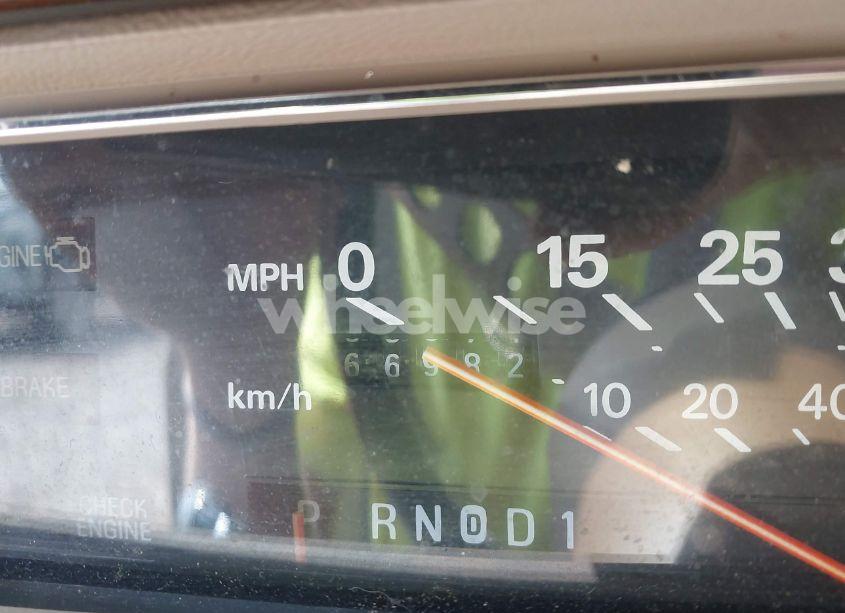 ENGINE
MPH 0 15 25
wheelwise
6 6 9 8 2
BRAKE
km/h 10 20 40
CHECK
ENGINE
P R N D D 1